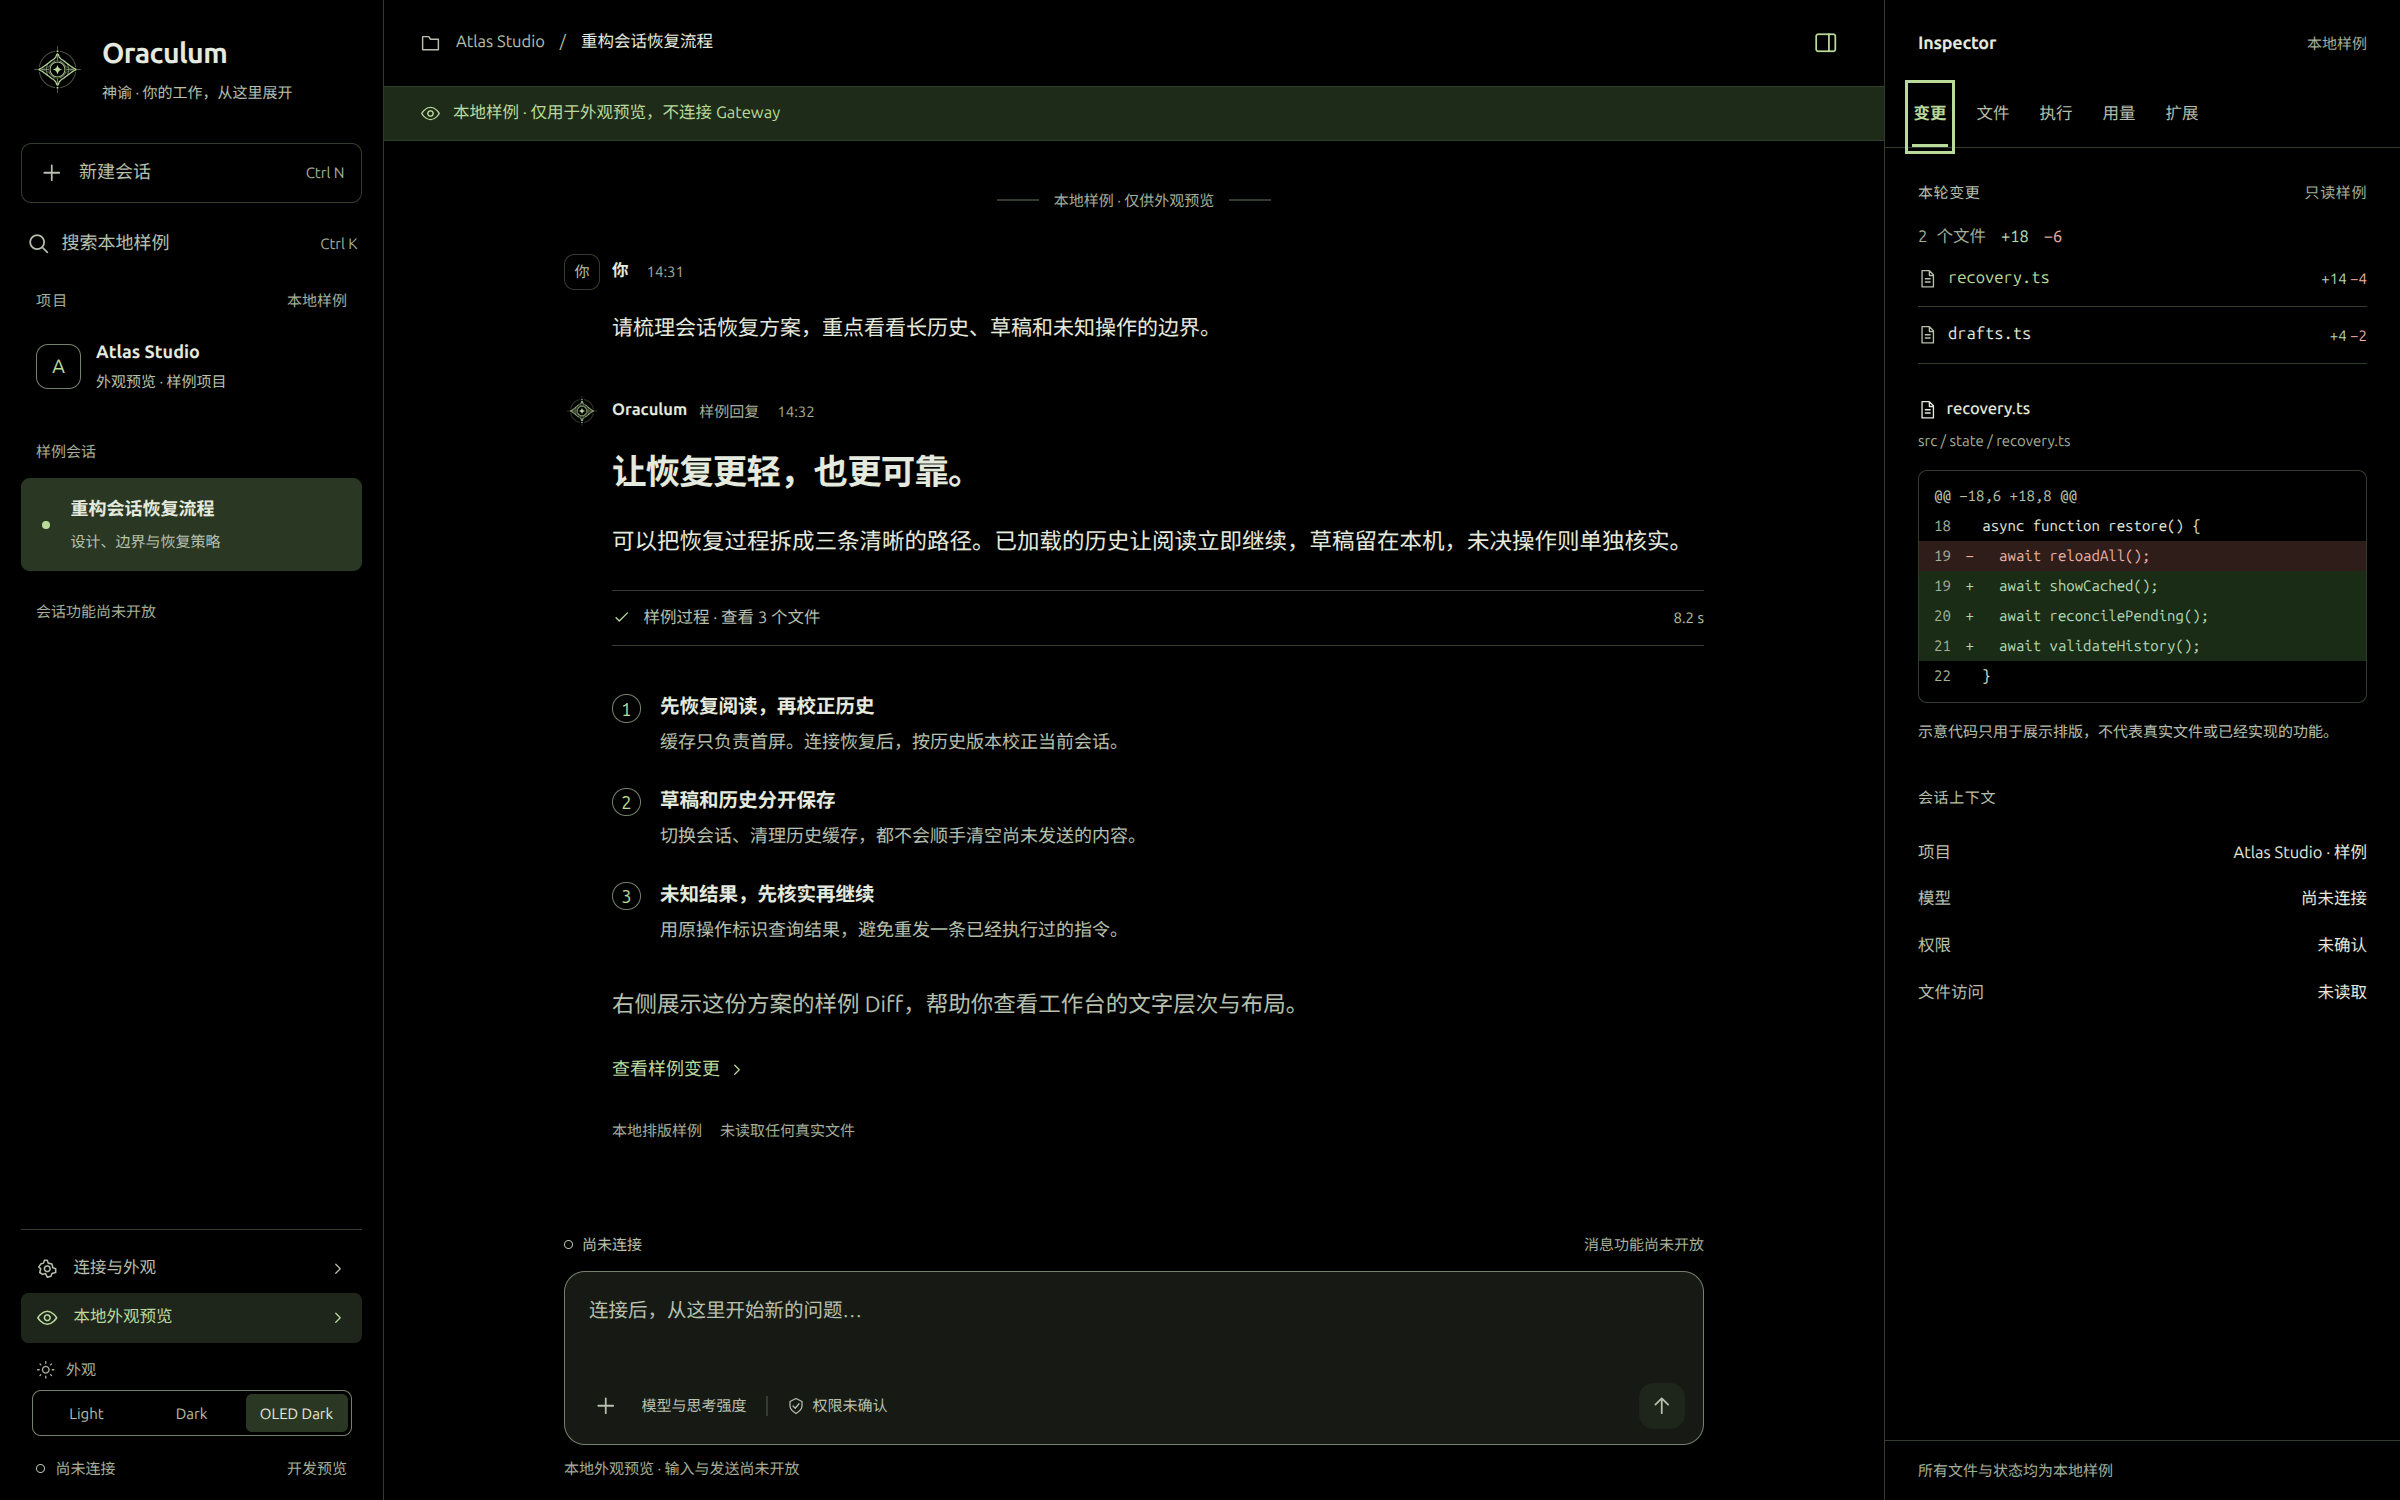 Oraculum
神谕 · 你的工作，从这里展开
新建会话 Ctrl N
搜索本地样例 Ctrl K
项目 本地样例
A
Atlas Studio
外观预览 · 样例项目
样例会话
重构会话恢复流程
设计、边界与恢复策略
会话功能尚未开放
连接与外观
本地外观预览
外观
Light Dark OLED Dark
尚未连接 开发预览
Atlas Studio / 重构会话恢复流程
本地样例 · 仅用于外观预览，不连接 Gateway
本地样例 · 仅供外观预览
你 你 14:31
请梳理会话恢复方案，重点看看长历史、草稿和未知操作的边界。
Oraculum 样例回复 14:32
让恢复更轻，也更可靠。
可以把恢复过程拆成三条清晰的路径。已加载的历史让阅读立即继续，草稿留在本机，未决操作则单独核实。
样例过程 · 查看 3 个文件 8.2 s
1 先恢复阅读，再校正历史
缓存只负责首屏。连接恢复后，按历史版本校正当前会话。
2 草稿和历史分开保存
切换会话、清理历史缓存，都不会顺手清空尚未发送的内容。
3 未知结果，先核实再继续
用原操作标识查询结果，避免重发一条已经执行过的指令。
右侧展示这份方案的样例 Diff，帮助你查看工作台的文字层次与布局。
查看样例变更
本地排版样例 未读取任何真实文件
尚未连接 消息功能尚未开放
连接后，从这里开始新的问题…
模型与思考强度 权限未确认
本地外观预览 · 输入与发送尚未开放
Inspector 本地样例
变更 文件 执行 用量 扩展
本轮变更 只读样例
2 个文件 +18 −6
recovery.ts +14 −4
drafts.ts +4 −2
recovery.ts
src / state / recovery.ts
@@ −18,6 +18,8 @@
18 async function restore() {
19 − await reloadAll();
19 + await showCached();
20 + await reconcilePending();
21 + await validateHistory();
22 }
示意代码只用于展示排版，不代表真实文件或已经实现的功能。
会话上下文
项目 Atlas Studio · 样例
模型 尚未连接
权限 未确认
文件访问 未读取
所有文件与状态均为本地样例